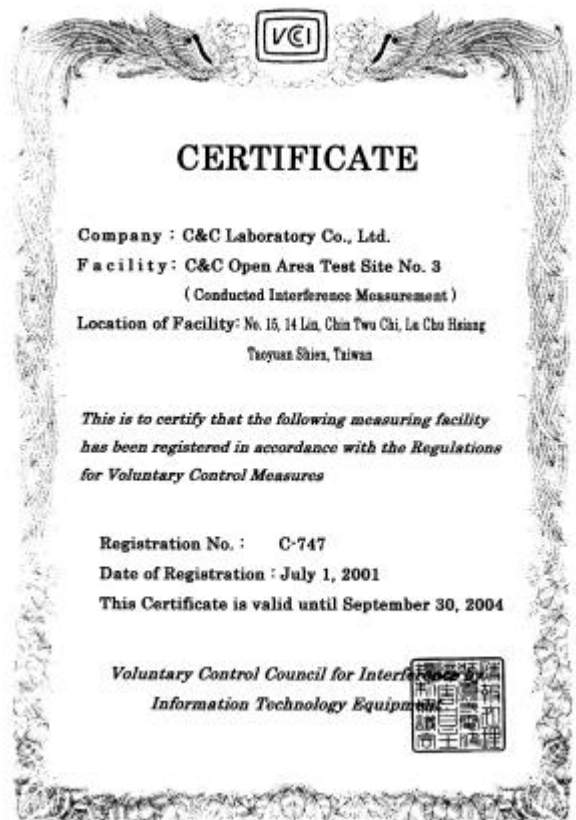 VCCI
CERTIFICATE
Company : C&C Laboratory Co., Ltd.
Facility: C&C Open Area Test Site No. 3
( Conducted Interference Measurement )
Location of Facility: No. 15, 14 Lin, Chin Twu Chi, Lu Chu Hsiang
Taoyuan Shien, Taiwan
This is to certify that the following measuring facility
has been registered in accordance with the Regulations
for Voluntary Control Measures
Registration No. : C-747
Date of Registration : July 1, 2001
This Certificate is valid until September 30, 2004
Voluntary Control Council for Interference by
Information Technology Equipment